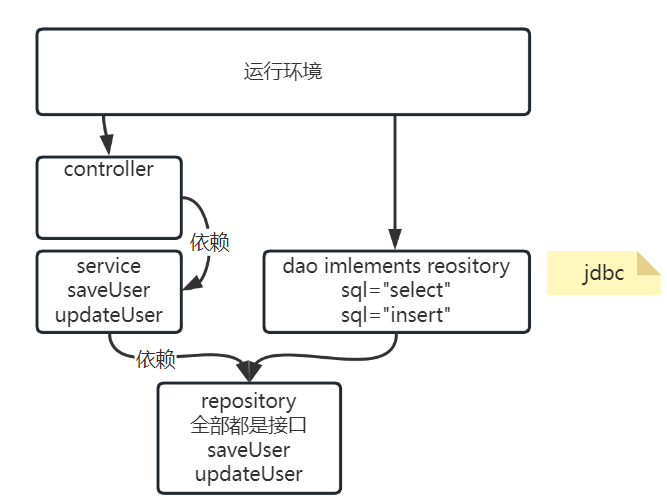 运行环境
controller
依赖
service
saveUser
updateUser
dao imlements reository
sql="select"
sql="insert"
jdbc
依赖
repository
全部都是接口
saveUser
updateUser